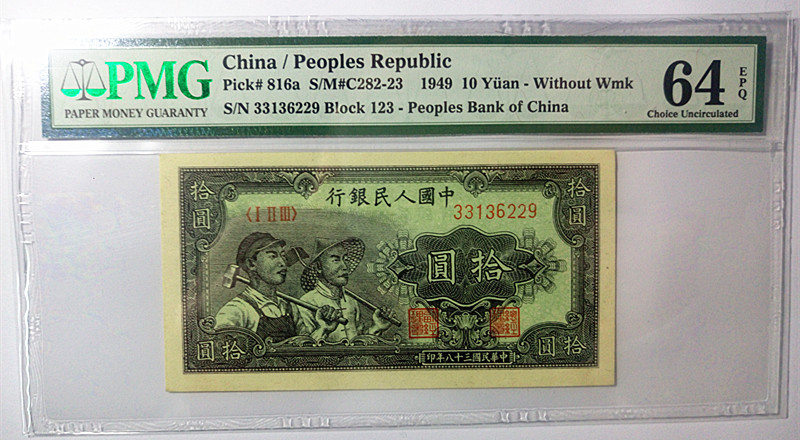 PMG
PAPER MONEY GUARANTY
China / Peoples Republic
Pick# 816a S/M#C282-23 1949 10 Yüan - Without Wmk
S/N 33136229 Block 123 - Peoples Bank of China
64 EPQ
Choice Uncirculated
拾圓
拾圓
行銀民人國中
〈I II III〉 33136229
圓拾
圓拾
拾圓
印年八十三國民華中